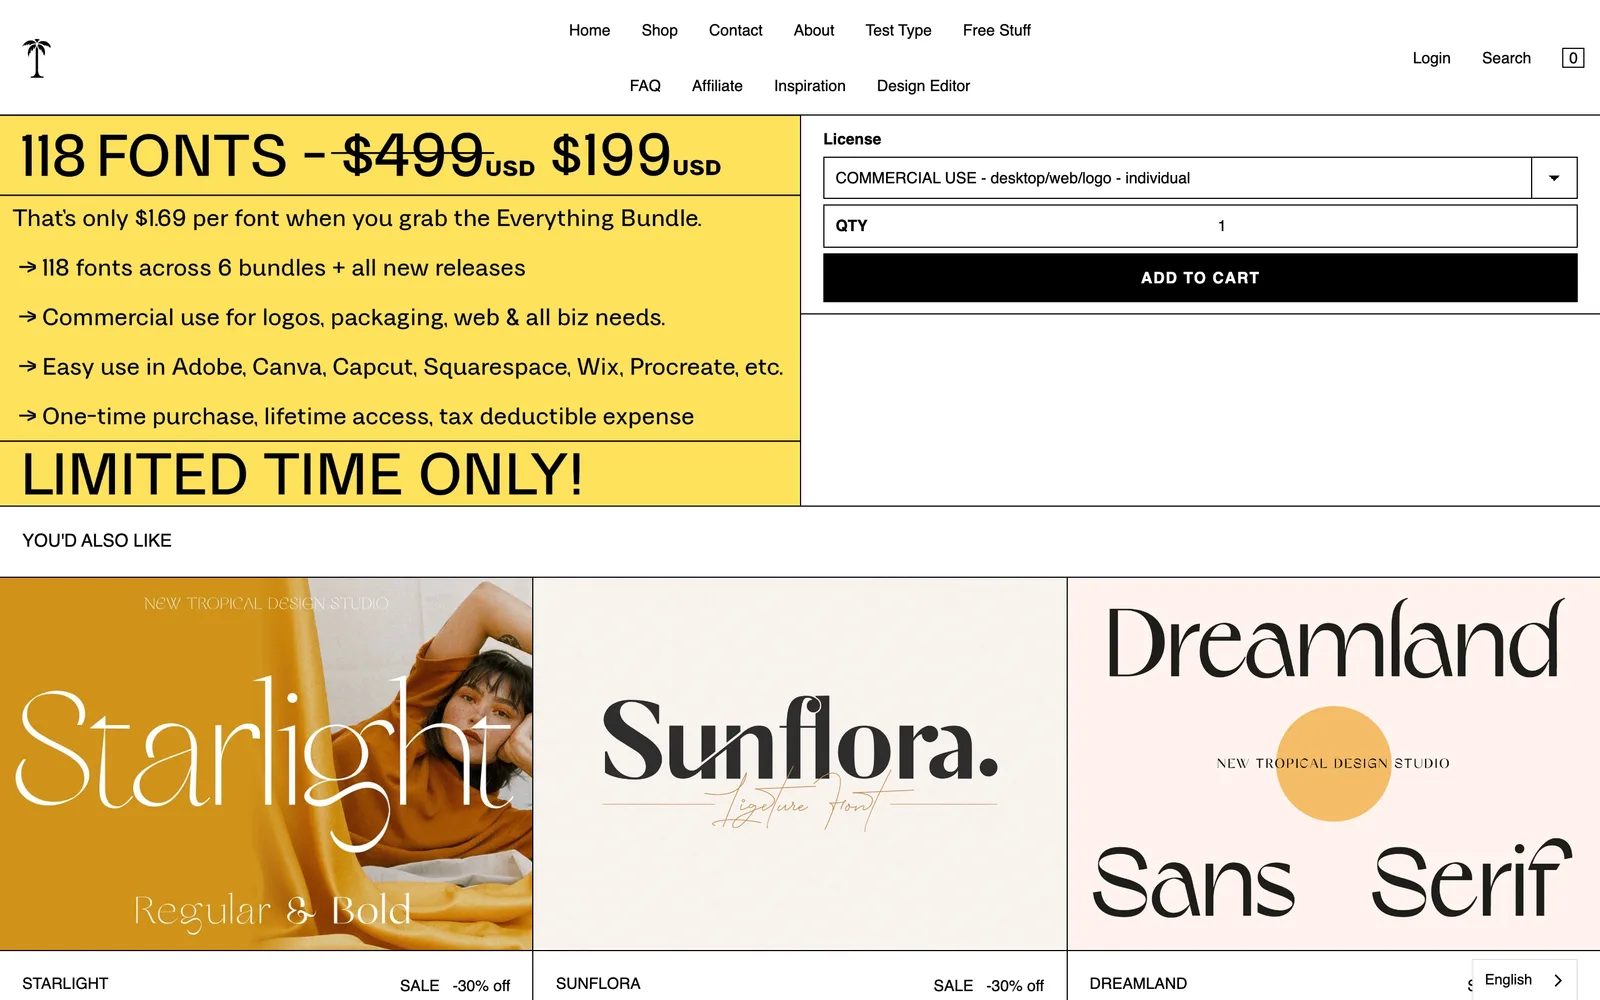 Home Shop Contact About Test Type Free Stuff
FAQ Affiliate Inspiration Design Editor
Login Search 0
118 FONTS - $499USD $199USD
That's only $1.69 per font when you grab the Everything Bundle.
→ 118 fonts across 6 bundles + all new releases
→ Commercial use for logos, packaging, web & all biz needs.
→ Easy use in Adobe, Canva, Capcut, Squarespace, Wix, Procreate, etc.
→ One-time purchase, lifetime access, tax deductible expense
LIMITED TIME ONLY!
License
COMMERCIAL USE - desktop/web/logo - individual
QTY 1
ADD TO CART
YOU'D ALSO LIKE
NEW TROPICAL DESIGN STUDIO
Starlight
Regular & Bold
Sunflora.
Ligature Font
Dreamland
NEW TROPICAL DESIGN STUDIO
Sans Serif
STARLIGHT SALE -30% off
SUNFLORA SALE -30% off
DREAMLAND
English